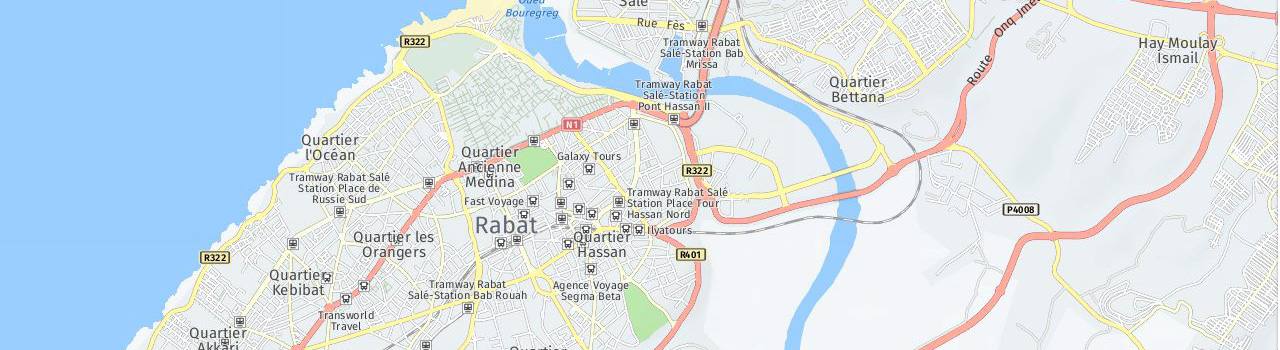 Oued
Bouregreg
Salé
Rue Fès
R322
Tramway Rabat
Salé-Station Bab
Mrissa
Route Onq Jmel
Hay Moulay
Ismail
Quartier
Bettana
Tramway Rabat
Salé-Station
Pont Hassan II
N1
Quartier
l'Océan
Quartier
Ancienne
Medina
Galaxy Tours
R322
Tramway Rabat Salé
Station Place de
Russie Sud
Fast Voyage
Tramway Rabat Salé
Station Place Tour
Hassan Nord
P4008
Rabat
Ilyatours
Quartier les
Orangers
Quartier
Hassan
R322
R401
Quartier
Kebibat
Tramway Rabat
Salé-Station Bab Rouah
Agence Voyage
Segma Beta
Transworld
Travel
Quartier
Akkari
Quartier